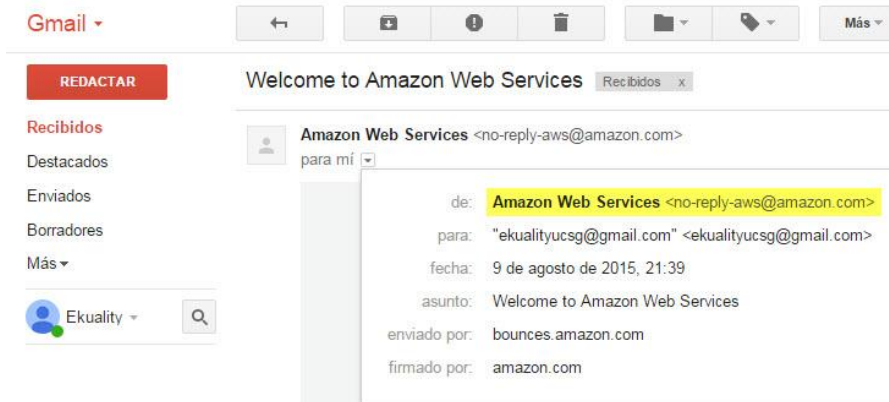 Gmail
Más
REDACTAR
Welcome to Amazon Web Services Recibidos x
Recibidos
Destacados
Enviados
Borradores
Más
Ekuality
Amazon Web Services <no-reply-aws@amazon.com>
para mí
de: Amazon Web Services <no-reply-aws@amazon.com>
para: "ekualityucsg@gmail.com" <ekualityucsg@gmail.com>
fecha: 9 de agosto de 2015, 21:39
asunto: Welcome to Amazon Web Services
enviado por: bounces.amazon.com
firmado por: amazon.com